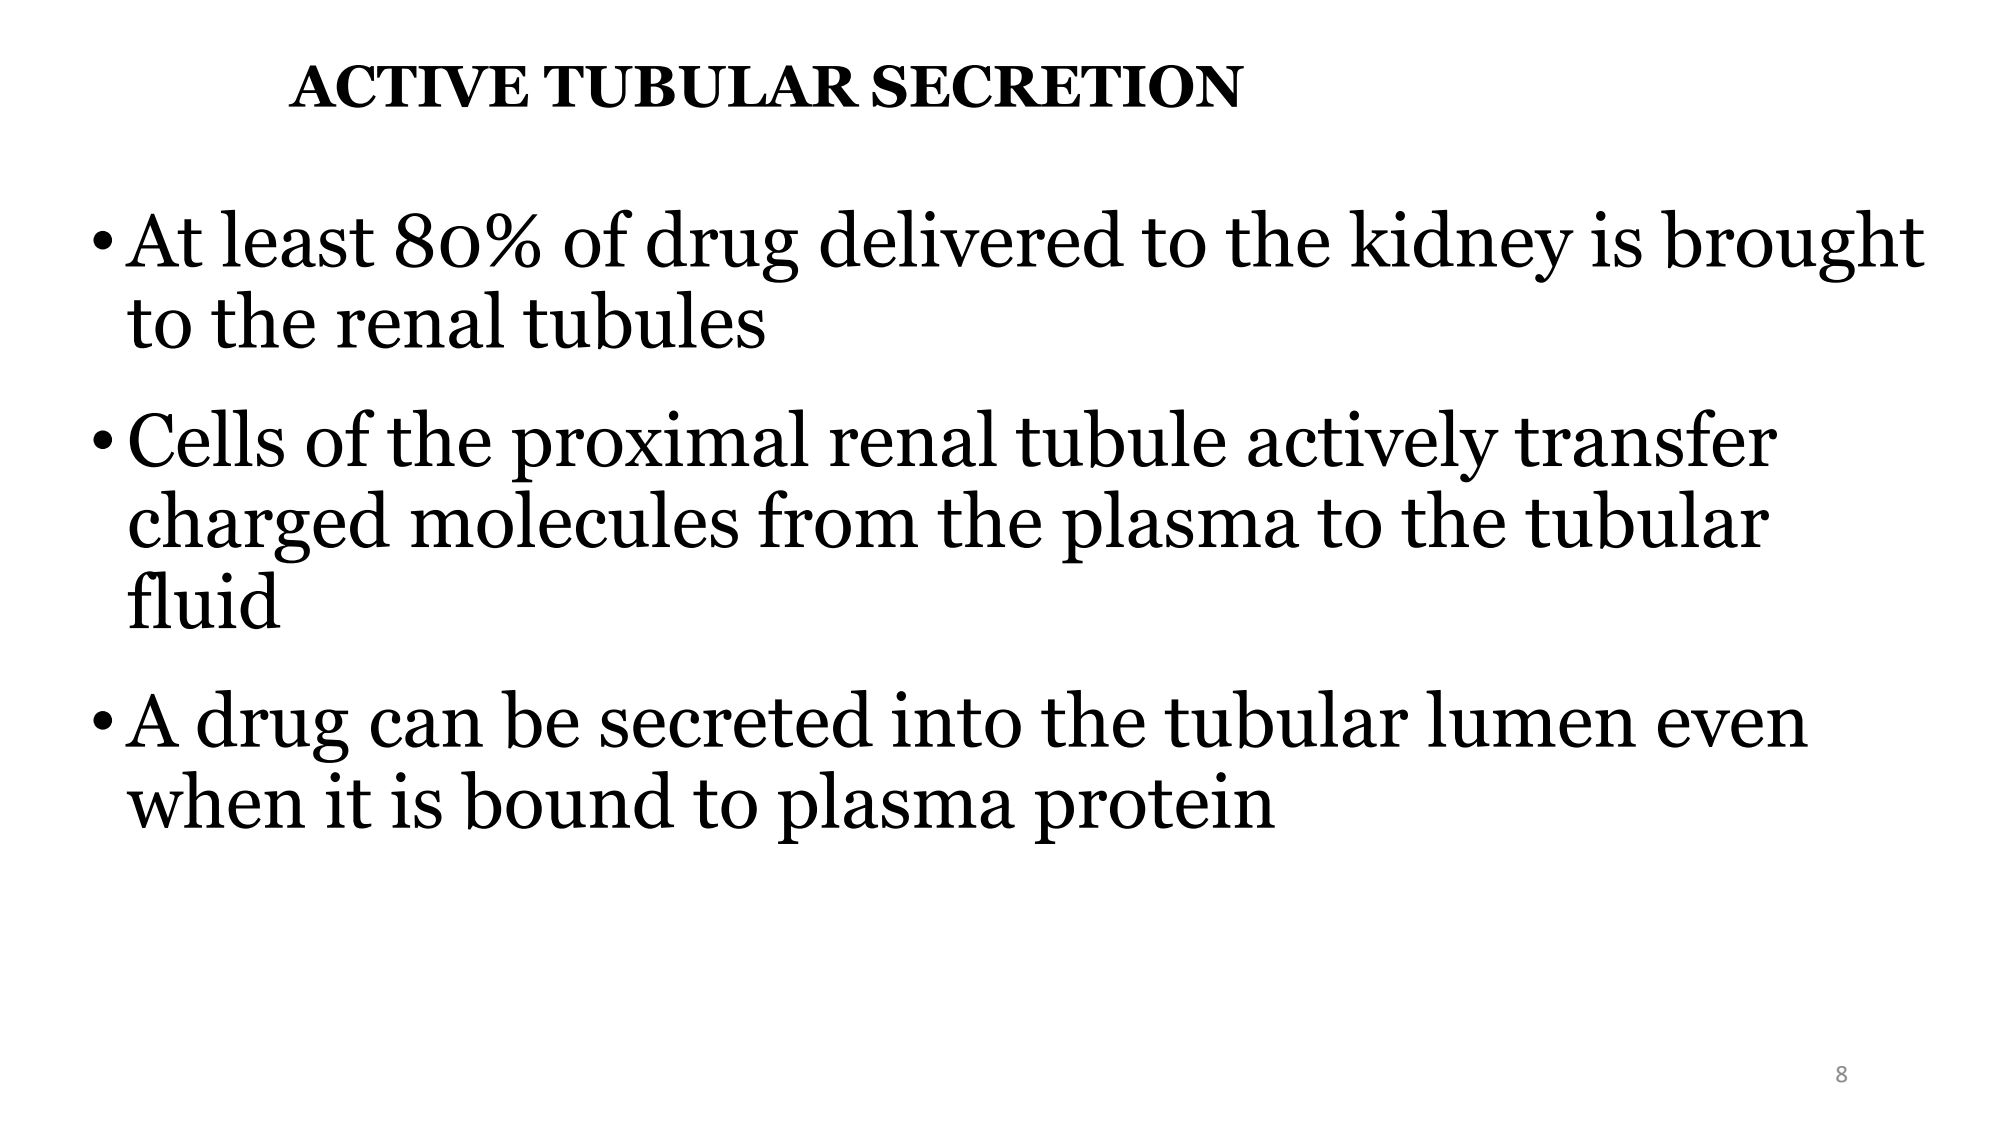 ACTIVE TUBULAR SECRETION
• At least 80% of drug delivered to the kidney is brought
to the renal tubules
• Cells of the proximal renal tubule actively transfer
charged molecules from the plasma to the tubular
fluid
• A drug can be secreted into the tubular lumen even
when it is bound to plasma protein
8